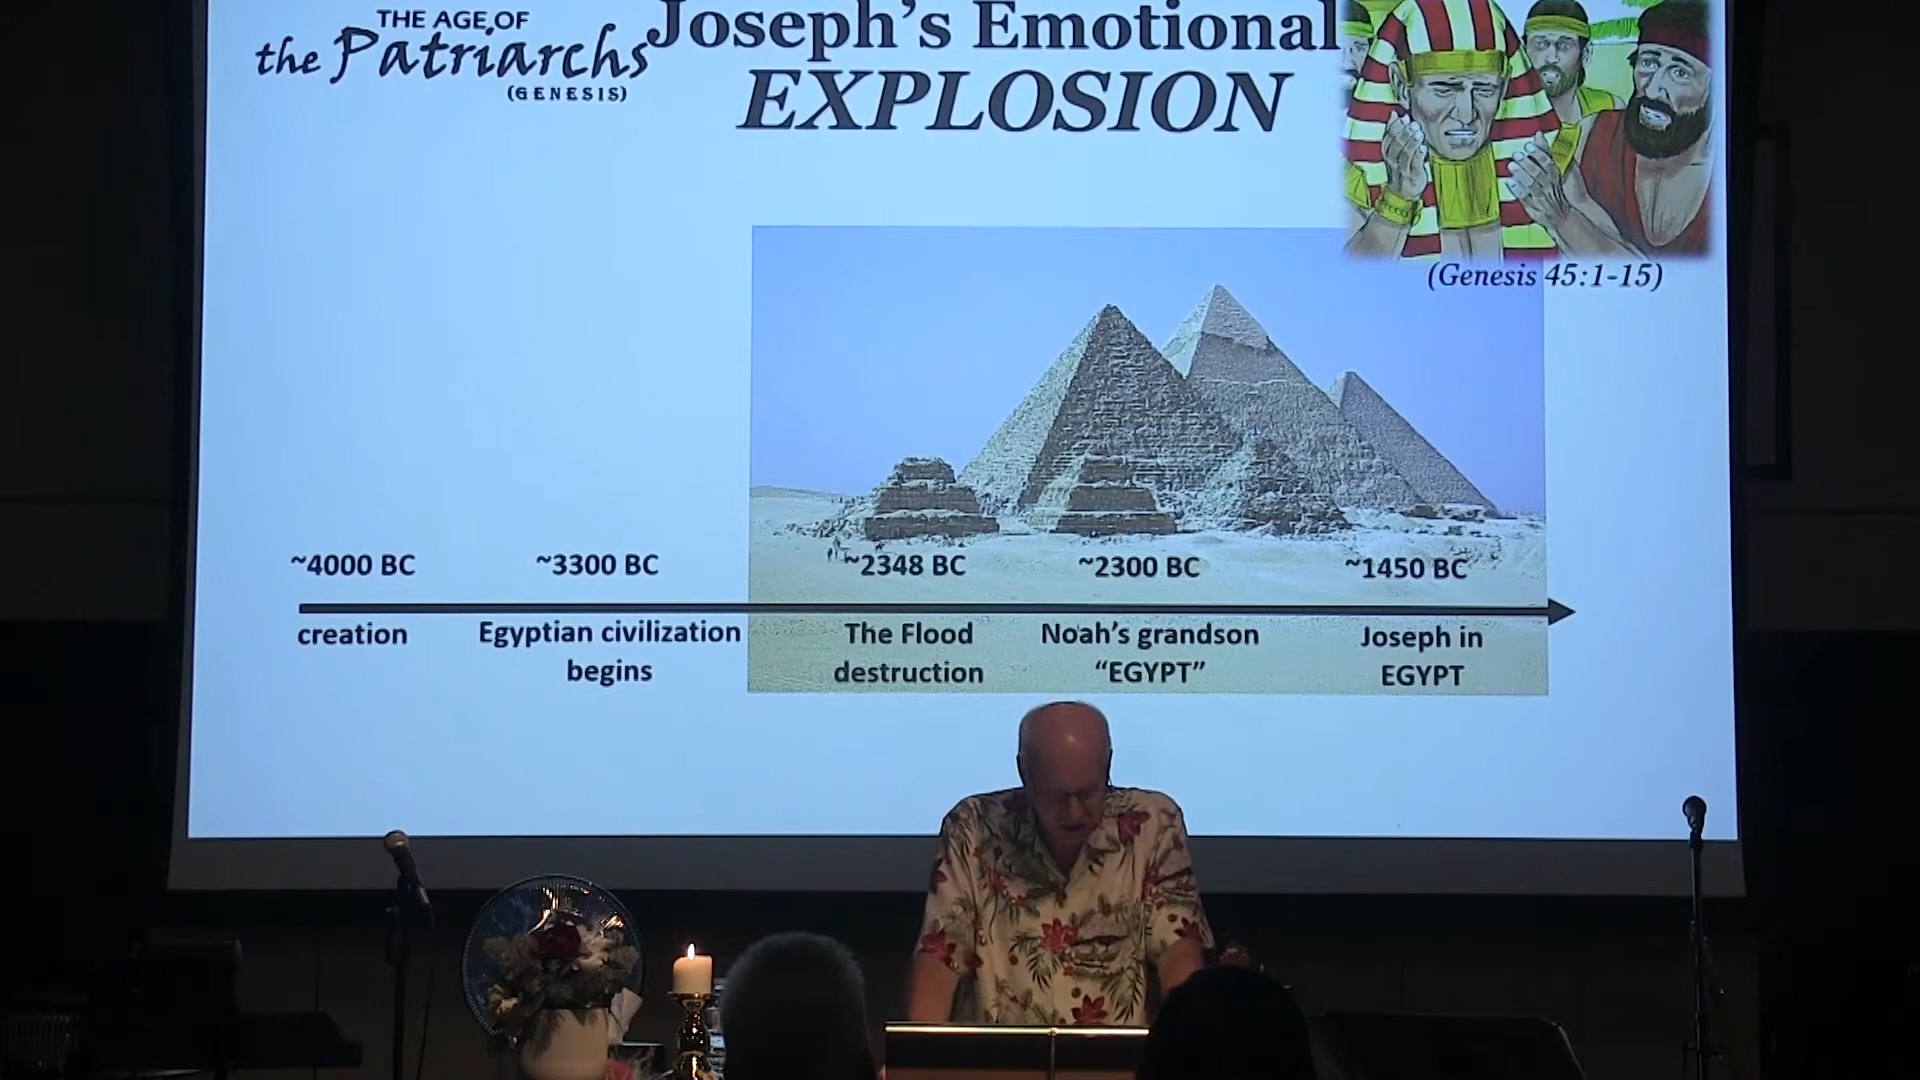 THE AGE OF
the Patriarchs
(GENESIS)
Joseph's Emotional
EXPLOSION
(Genesis 45:1-15)
~4000 BC
~3300 BC
~2348 BC
~2300 BC
~1450 BC
creation
Egyptian civilization
begins
The Flood
destruction
Noah's grandson
"EGYPT"
Joseph in
EGYPT